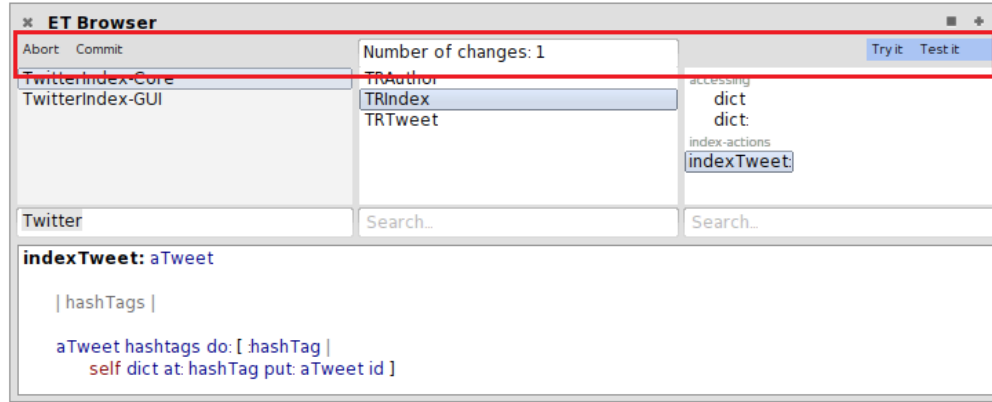 ET Browser
Abort Commit
Number of changes: 1
Try it Test it
TwitterIndex-Core
TwitterIndex-GUI
TRAuthor
TRIndex
TRTweet
accessing
dict
dict:
index-actions
indexTweet:
Twitter
Search...
Search...
indexTweet: aTweet
| hashTags |
aTweet hashtags do: [ :hashTag |
self dict at: hashTag put: aTweet id ]